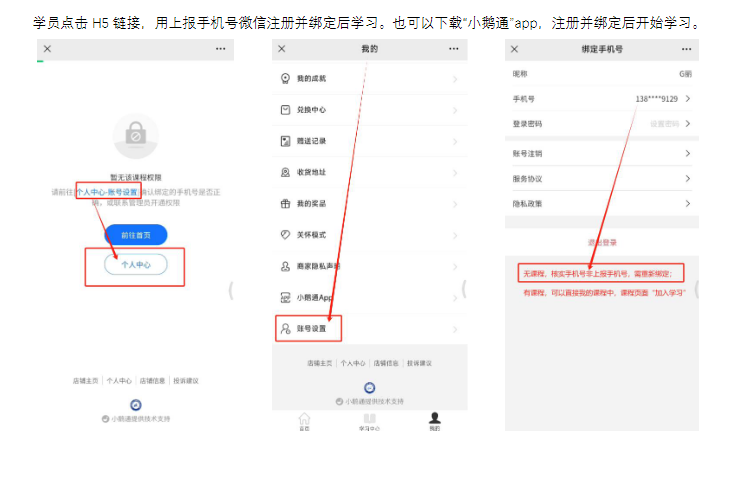 学员点击 H5 链接，用上报手机号微信注册并绑定后学习。也可以下载“小鹅通”app，注册并绑定后开始学习。
暂无该课程权限
请前往个人中心-账号设置确认绑定的手机号是否正
确，或联系管理员开通权限
前往首页
个人中心
店铺主页 | 个人中心 | 店铺信息 | 投诉建议
小鹅通提供技术支持
我的
我的成就
兑换中心
赠送记录
收货地址
我的奖品
关怀模式
商家隐私声明
小鹅通App
账号设置
店铺主页 | 个人中心 | 店铺信息 | 投诉建议
小鹅通提供技术支持
首页
学习中心
我的
绑定手机号
昵称
G丽
手机号
138****9129
登录密码
设置密码
账号注销
服务协议
隐私政策
退出登录
无课程，核实手机号非上报手机号，需重新绑定；
有课程，可以直接我的课程中，课程页面“加入学习”